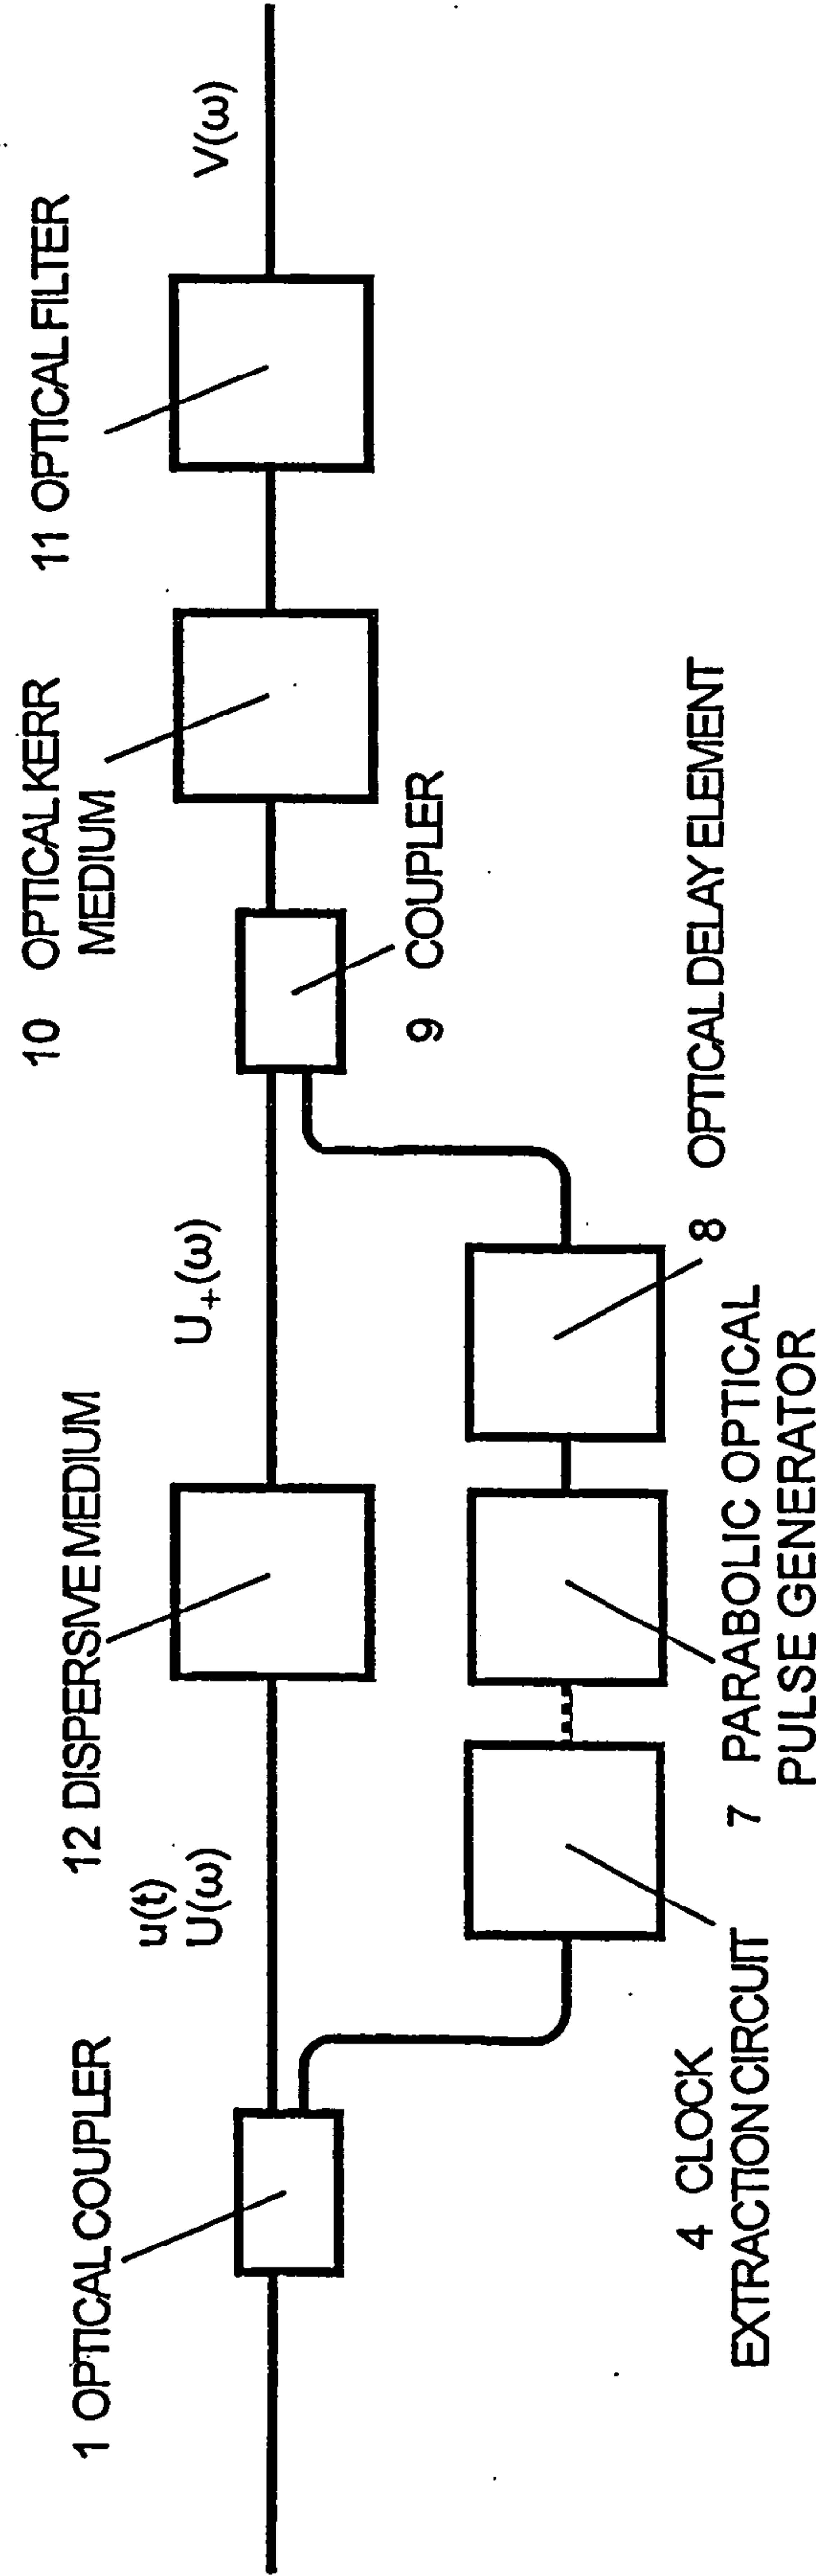 1 OPTICAL COUPLER
u(t)
U(ω)
12 DISPERSIVE MEDIUM
U₊(ω)
10 OPTICAL KERR
MEDIUM
11 OPTICAL FILTER
V(ω)
9 COUPLER
4 CLOCK
EXTRACTION CIRCUIT
7 PARABOLIC OPTICAL
PULSE GENERATOR
8 OPTICAL DELAY ELEMENT